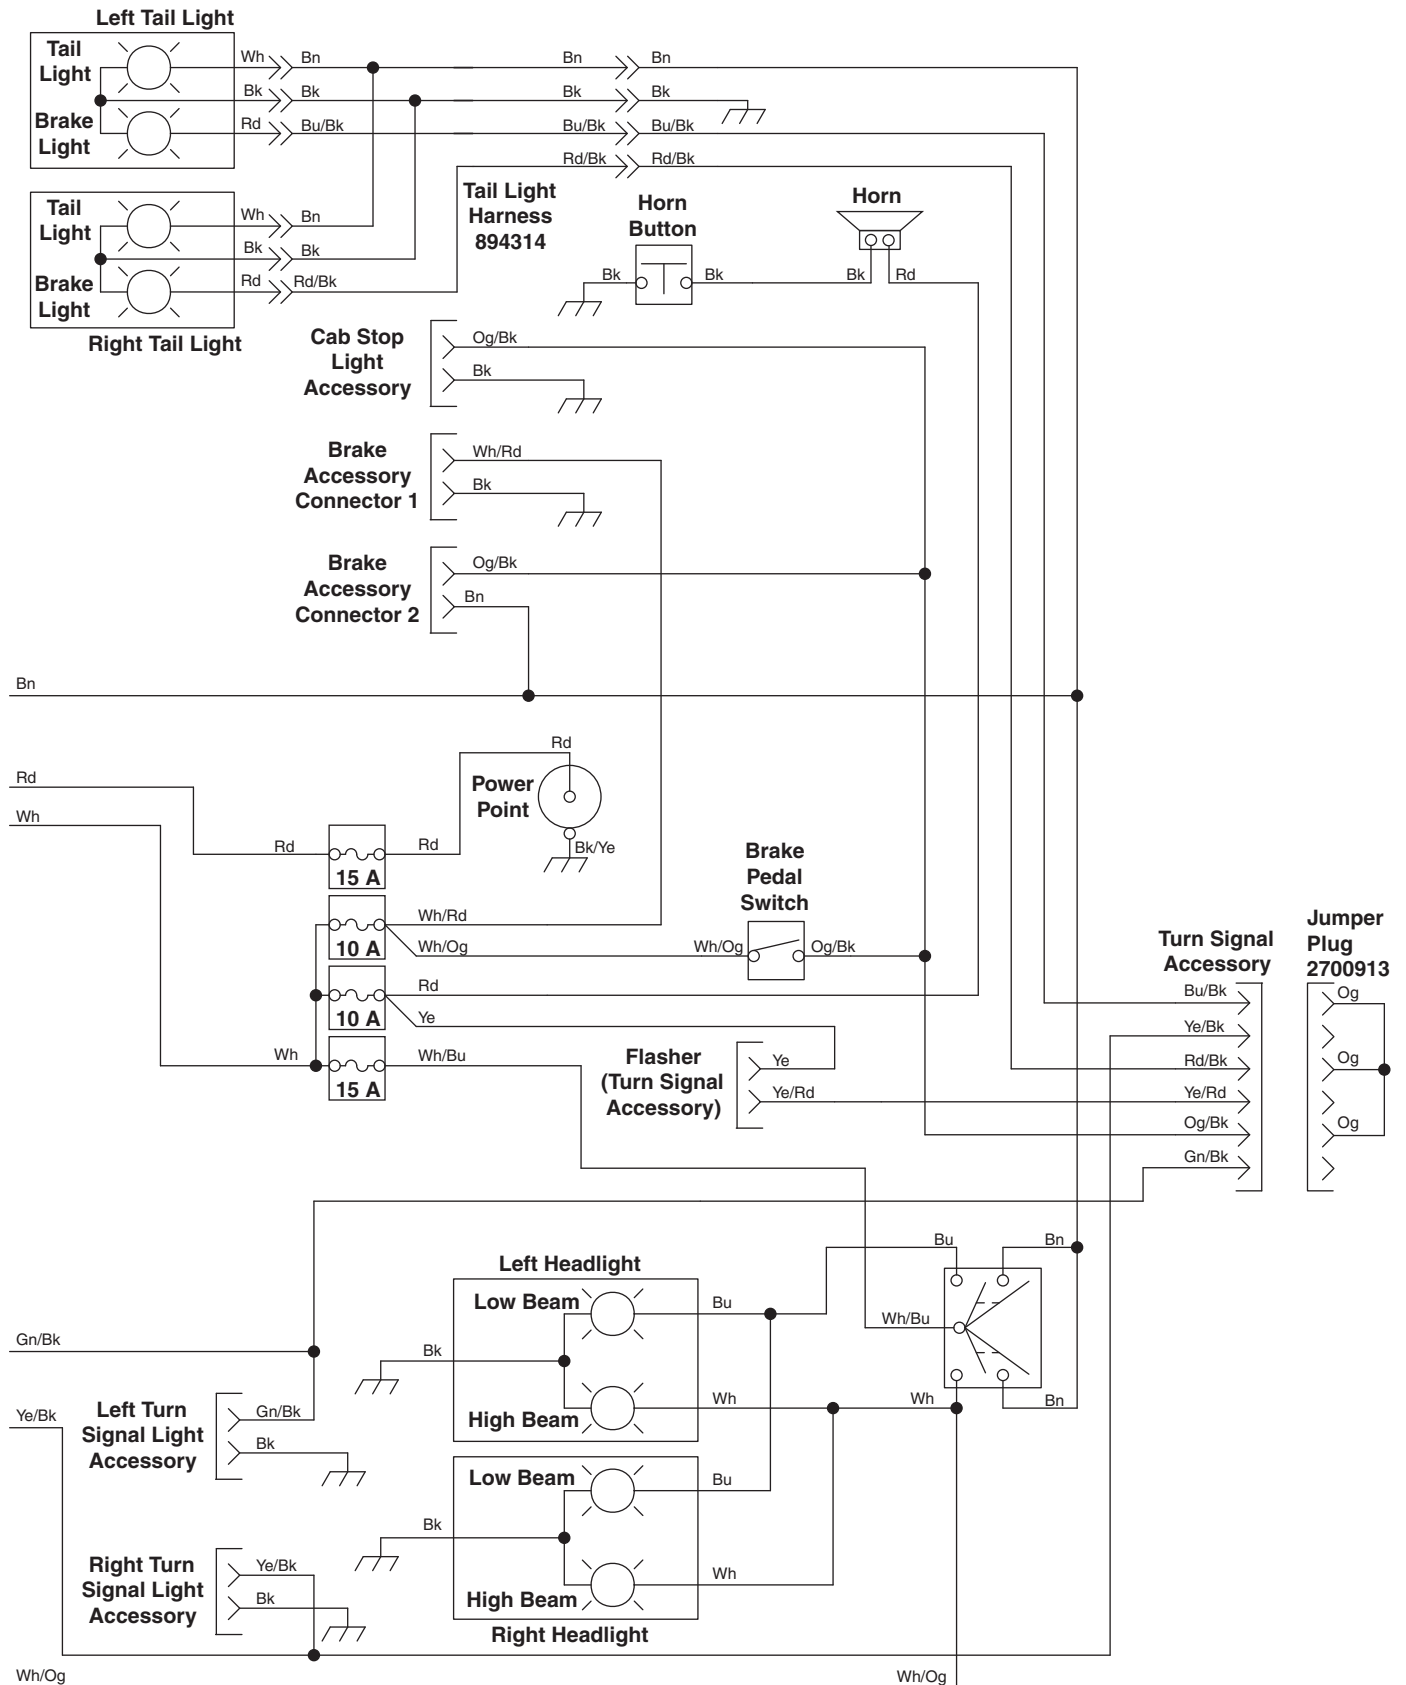 Left Tail Light
Tail
Light
Wh
Bn
Bn
Bn
Bk
Bk
Bk
Bk
Brake
Light
Rd
Bu/Bk
Bu/Bk
Bu/Bk
Rd/Bk
Rd/Bk
Tail
Light
Wh
Bn
Bk
Bk
Brake
Light
Rd
Rd/Bk
Right Tail Light
Tail Light
Harness
894314
Horn
Button
Bk
Bk
Horn
Bk
Rd
Cab Stop
Light
Accessory
Og/Bk
Bk
Brake
Accessory
Connector 1
Wh/Rd
Bk
Brake
Accessory
Connector 2
Og/Bk
Bn
Bn
Rd
Wh
Rd
Power
Point
Bk/Ye
Rd
15 A
Rd
10 A
Wh/Rd
Wh/Og
Brake
Pedal
Switch
Wh/Og
Og/Bk
10 A
Rd
Ye
Wh
15 A
Wh/Bu
Flasher
(Turn Signal
Accessory)
Ye
Ye/Rd
Turn Signal
Accessory
Bu/Bk
Ye/Bk
Rd/Bk
Ye/Rd
Og/Bk
Gn/Bk
Jumper
Plug
2700913
Og
Og
Og
Left Headlight
Low Beam
Bu
Bk
High Beam
Wh
Wh
Bu
Bn
Wh/Bu
Bn
Gn/Bk
Ye/Bk
Left Turn
Signal Light
Accessory
Gn/Bk
Bk
Low Beam
Bu
Bk
High Beam
Wh
Right Headlight
Right Turn
Signal Light
Accessory
Ye/Bk
Bk
Wh/Og
Wh/Og